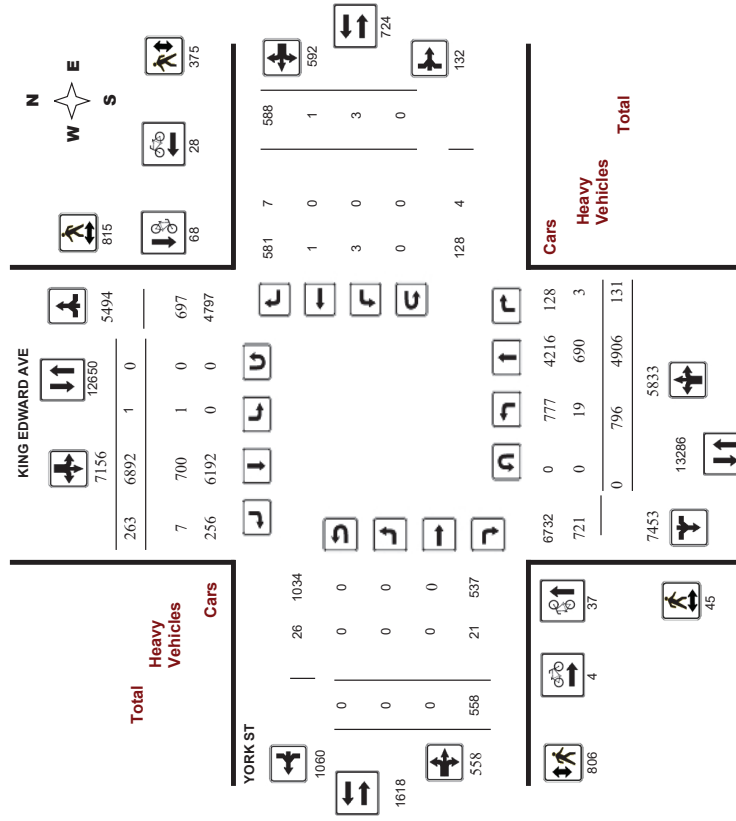 N
W E
S
KING EDWARD AVE
7156
12650
5494
815
68
28
375
263 6892 1 0
7 700 1 0 697
256 6192 0 0 4797
Total
Heavy
Vehicles
Cars
592
724
132
581 7 588
1 0 1
3 0 3
0 0 0
128 4
YORK ST
1060
1618
558
26 1034
0 0 0
0 0 0
0 0 0
558 21 537
Cars
Heavy
Vehicles
Total
6732 0 777 4216 128
721 0 19 690 3
0 796 4906 131
7453
13286
5833
806
4
37
45